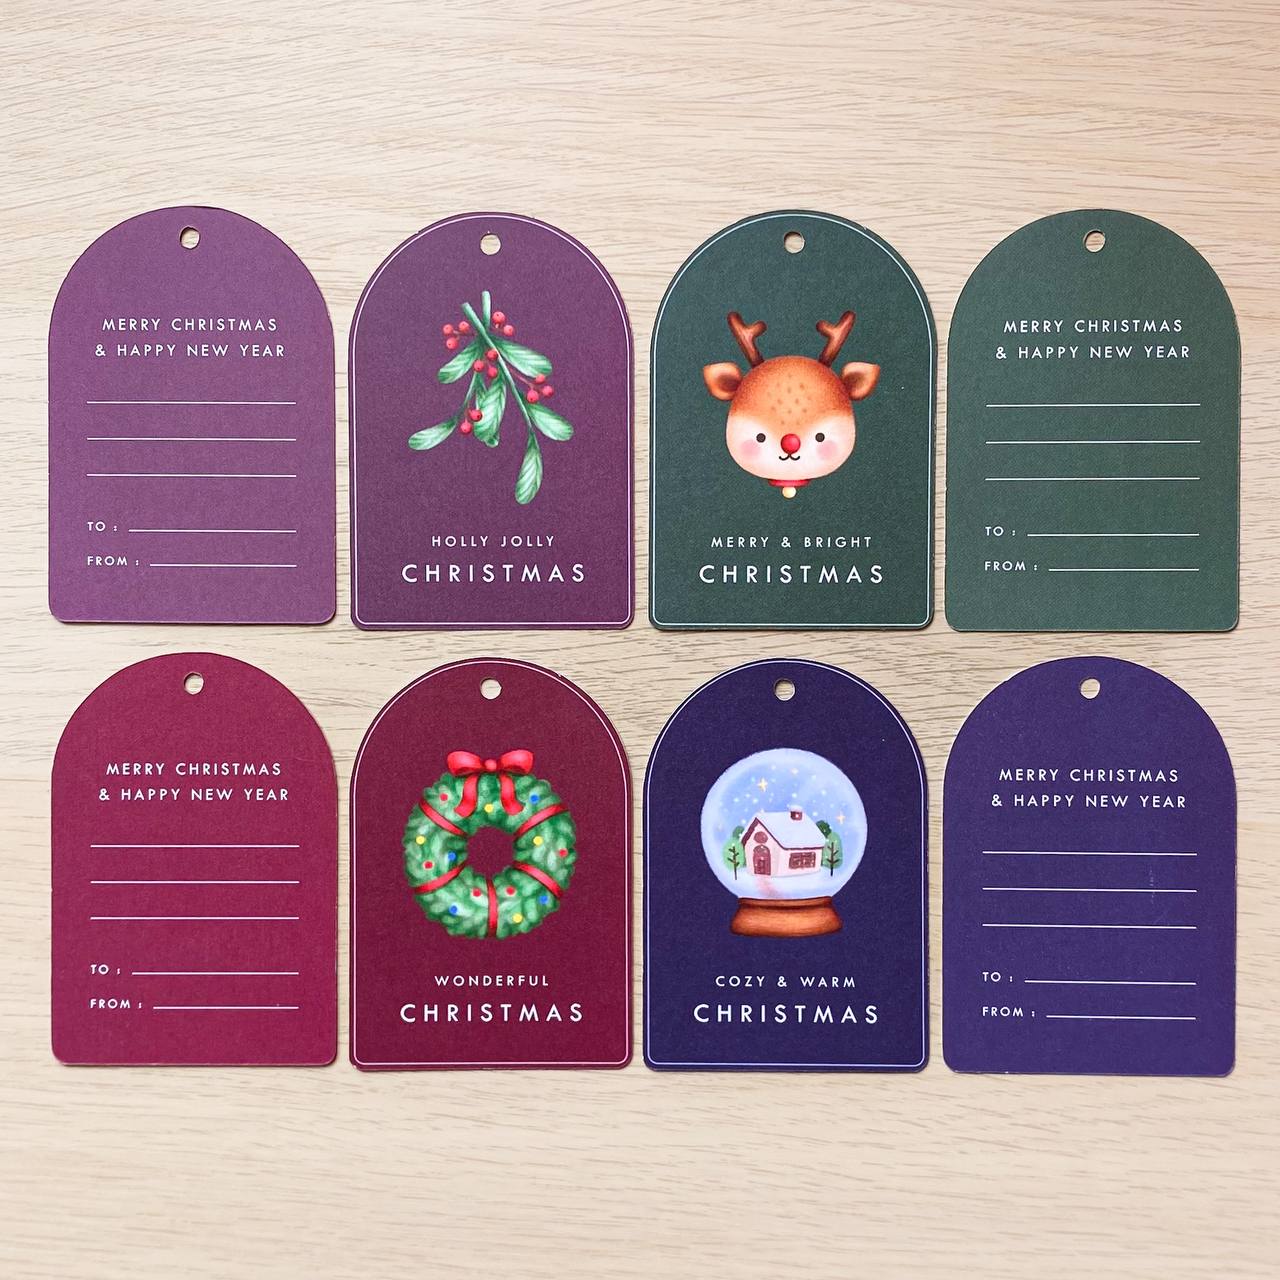 MERRY CHRISTMAS
& HAPPY NEW YEAR
TO :
FROM :
HOLLY JOLLY
CHRISTMAS
MERRY & BRIGHT
CHRISTMAS
MERRY CHRISTMAS
& HAPPY NEW YEAR
TO :
FROM :
MERRY CHRISTMAS
& HAPPY NEW YEAR
TO :
FROM :
WONDERFUL
CHRISTMAS
COZY & WARM
CHRISTMAS
MERRY CHRISTMAS
& HAPPY NEW YEAR
TO :
FROM :